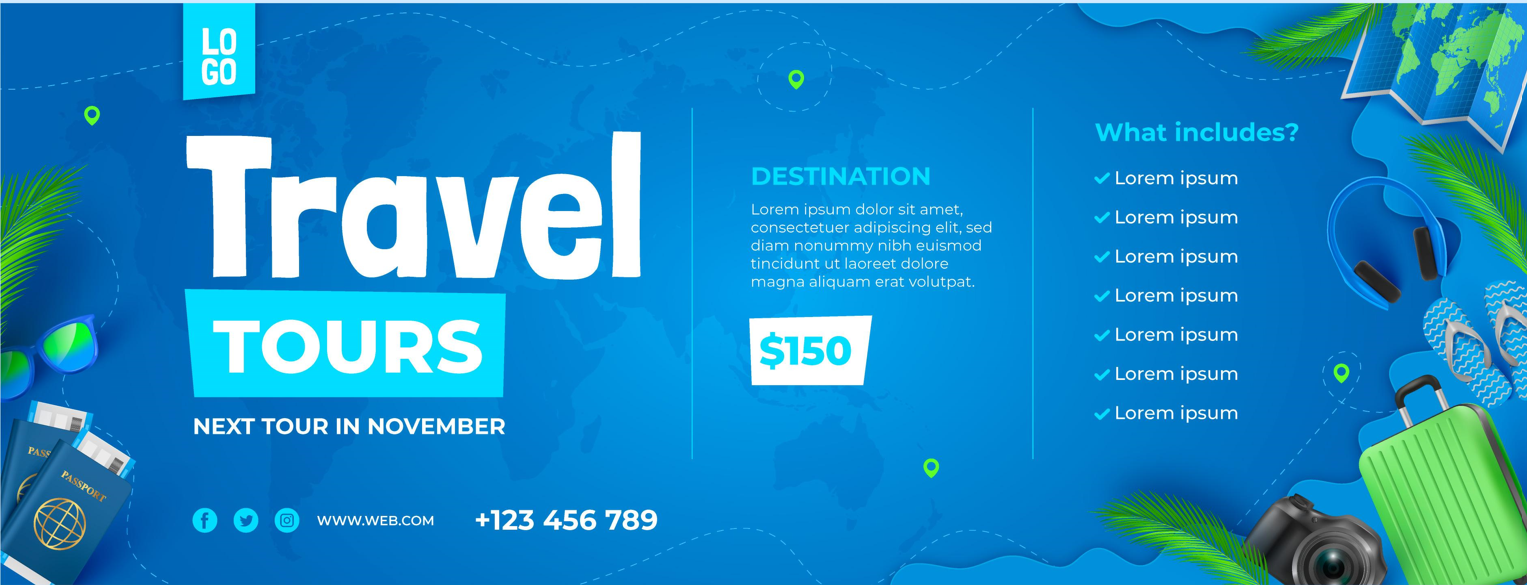 LO
GO
Travel
TOURS
NEXT TOUR IN NOVEMBER
WWW.WEB.COM
+123 456 789
DESTINATION
Lorem ipsum dolor sit amet,
consectetuer adipiscing elit, sed
diam nonummy nibh euismod
tincidunt ut laoreet dolore
magna aliquam erat volutpat.
$150
What includes?
Lorem ipsum
Lorem ipsum
Lorem ipsum
Lorem ipsum
Lorem ipsum
Lorem ipsum
Lorem ipsum
PASS
PASSPORT